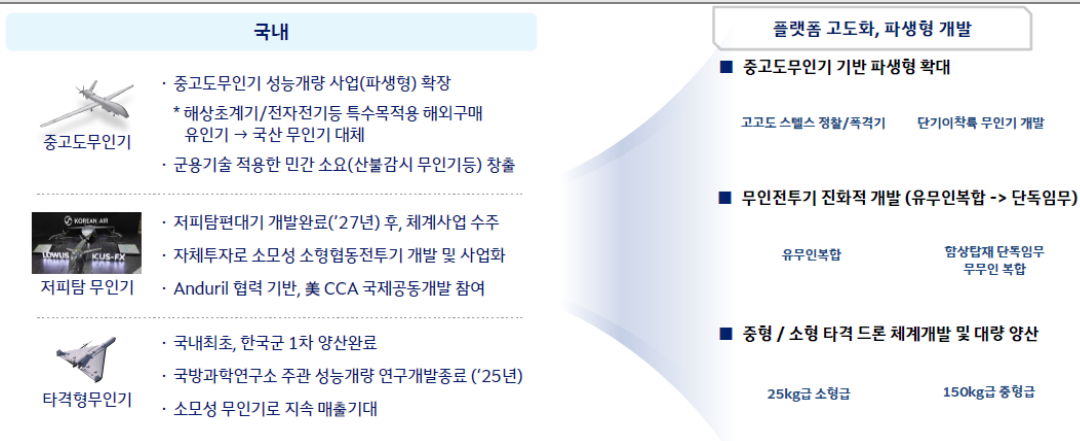 국내
중고도무인기
· 중고도무인기 성능개량 사업(파생형) 확장
* 해상초계기/전자전기등 특수목적용 해외구매
유인기 → 국산 무인기 대체
· 군용기술 적용한 민간 소요(산불감시 무인기등) 창출
KOREAN AIR
LOWUS
KUS-FX
저피탐 무인기
· 저피탐편대기 개발완료('27년) 후, 체계사업 수주
· 자체투자로 소모성 소형협동전투기 개발 및 사업화
· Anduril 협력 기반, 美 CCA 국제공동개발 참여
타격형무인기
· 국내최초, 한국군 1차 양산완료
· 국방과학연구소 주관 성능개량 연구개발종료 ('25년)
· 소모성 무인기로 지속 매출기대
플랫폼 고도화, 파생형 개발
■ 중고도무인기 기반 파생형 확대
고고도 스텔스 정찰/폭격기
단기이착륙 무인기 개발
■ 무인전투기 진화적 개발 (유무인복합 -> 단독임무)
유무인복합
함상탑재 단독임무
무무인 복합
■ 중형 / 소형 타격 드론 체계개발 및 대량 양산
25kg급 소형급
150kg급 중형급